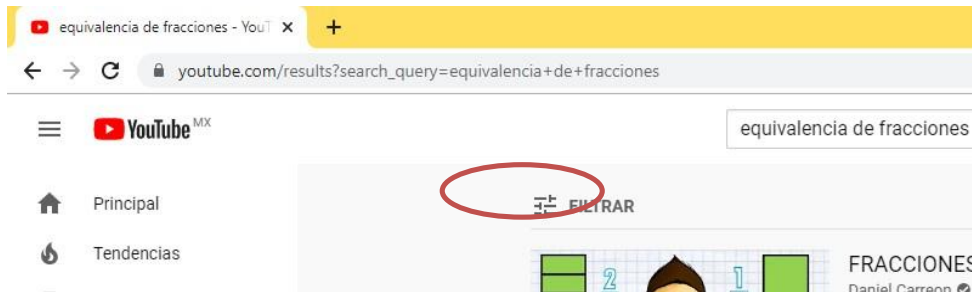 equivalencia de fracciones - YouT
youtube.com/results?search_query=equivalencia+de+fracciones
YouTube MX
equivalencia de fracciones
Principal
FILTRAR
Tendencias
2 1
FRACCIONES
Daniel Carreon